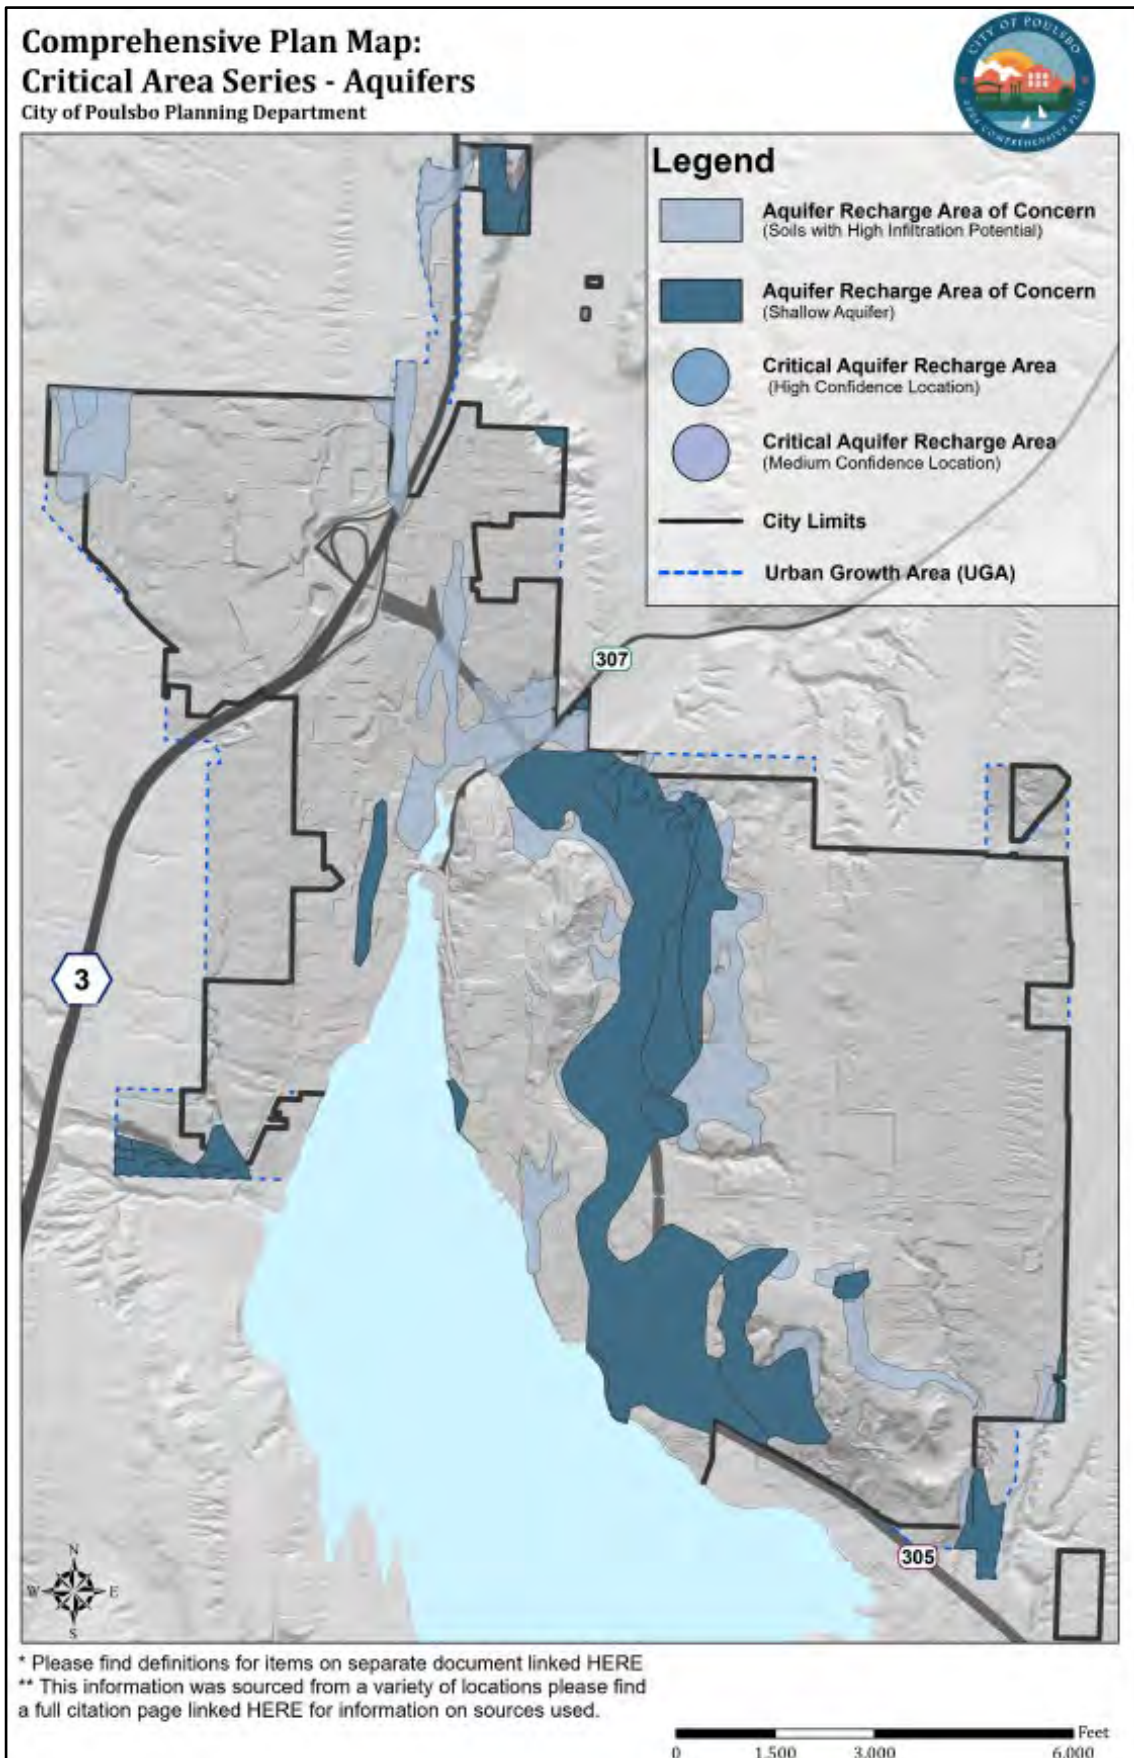 Comprehensive Plan Map:
Critical Area Series - Aquifers
City of Poulsbo Planning Department
CITY OF POULSBO
2024 COMPREHENSIVE PLAN
Legend
Aquifer Recharge Area of Concern
(Soils with High Infiltration Potential)
Aquifer Recharge Area of Concern
(Shallow Aquifer)
Critical Aquifer Recharge Area
(High Confidence Location)
Critical Aquifer Recharge Area
(Medium Confidence Location)
City Limits
Urban Growth Area (UGA)
307
3
305
N
W E
S
* Please find definitions for items on separate document linked HERE
** This information was sourced from a variety of locations please find
a full citation page linked HERE for information on sources used.
Feet
0 1,500 3,000 6,000